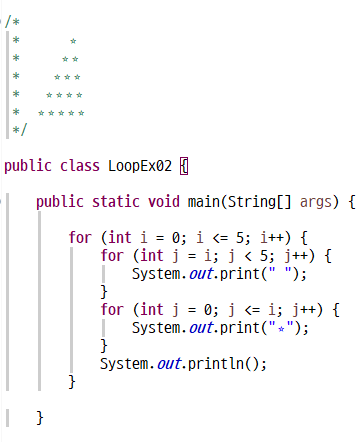 /*
 *       *
 *      * *
 *     * * *
 *    * * * *
 *   * * * * *
 */
public class LoopEx02 {
    public static void main(String[] args) {
        for (int i = 0; i <= 5; i++) {
            for (int j = i; j < 5; j++) {
                System.out.print(" ");
            }
            for (int j = 0; j <= i; j++) {
                System.out.print("*");
            }
            System.out.println();
        }
    }